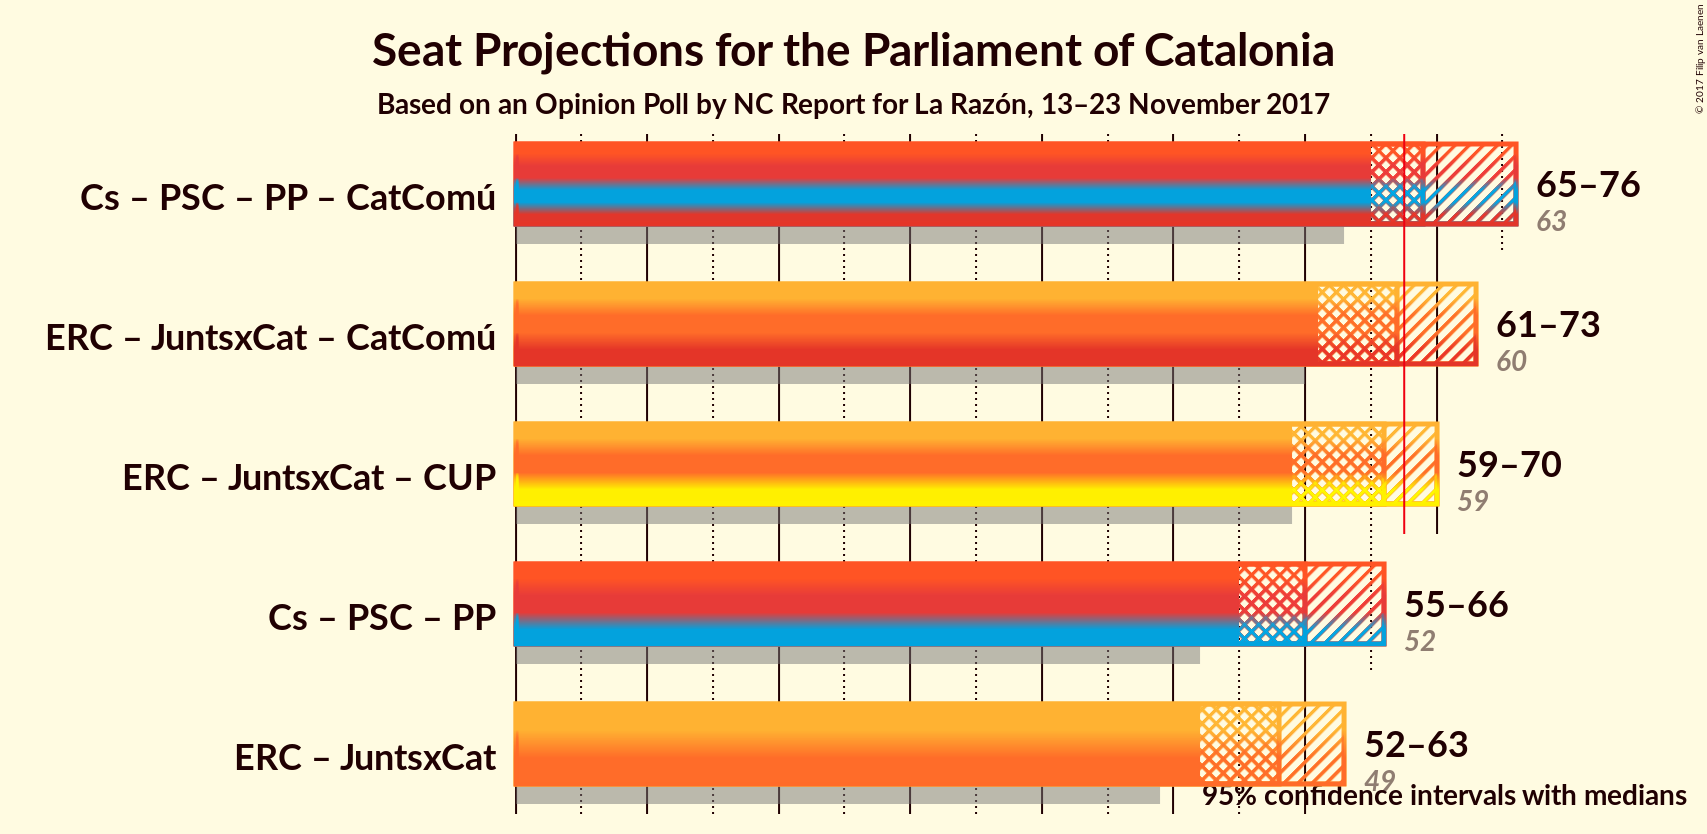 Seat Projections for the Parliament of Catalonia
Based on an Opinion Poll by NC Report for La Razón, 13–23 November 2017
© 2017 Filip van Laenen
Cs – PSC – PP – CatComú
65–76
63
ERC – JuntsxCat – CatComú
61–73
60
ERC – JuntsxCat – CUP
59–70
59
Cs – PSC – PP
55–66
52
ERC – JuntsxCat
52–63
49
95% confidence intervals with medians